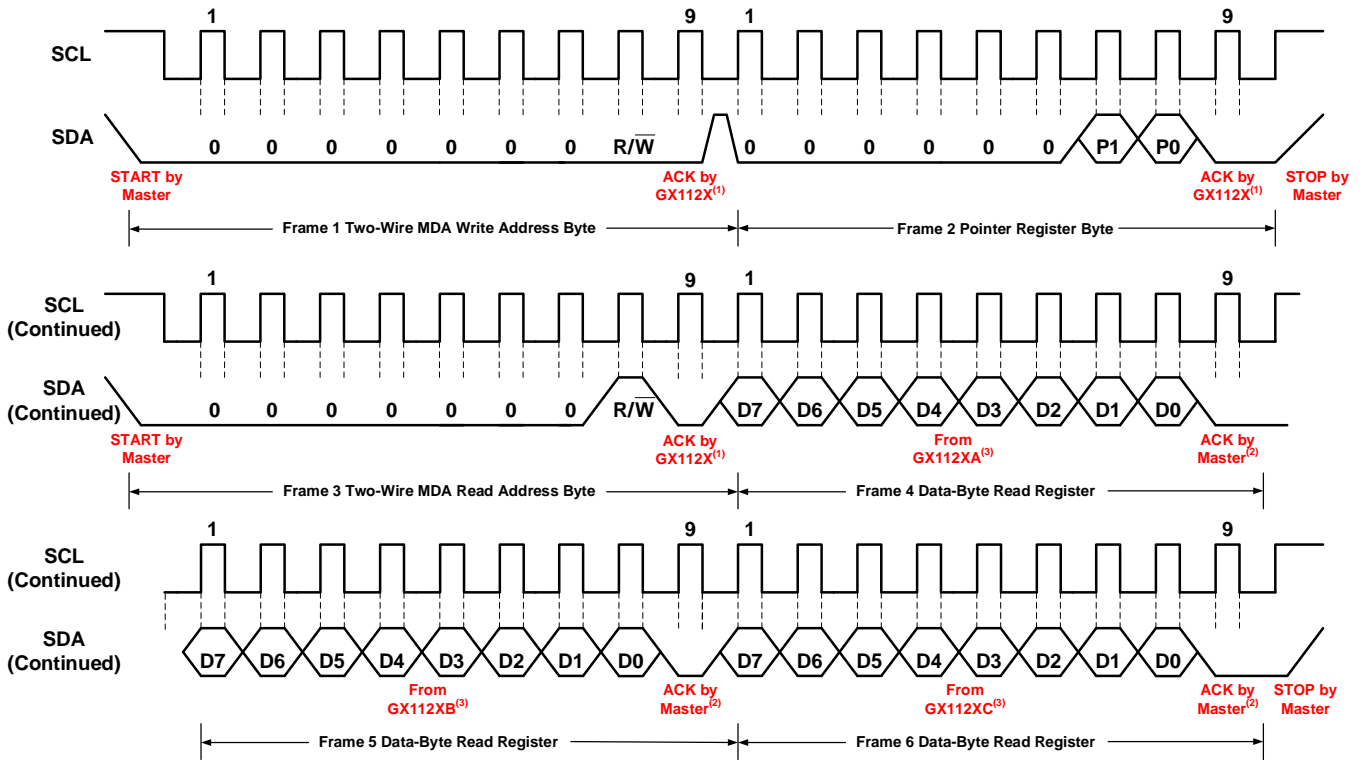 1 9 1 9
SCL
SDA
0 0 0 0 0 0 0 R/W̅ 0 0 0 0 0 0 P1 P0
START by
Master
ACK by
GX112X(1)
ACK by
GX112X(1)
STOP by
Master
Frame 1 Two-Wire MDA Write Address Byte
Frame 2 Pointer Register Byte
1 9 1 9
SCL
(Continued)
SDA
(Continued)
0 0 0 0 0 0 0 R/W̅ D7 D6 D5 D4 D3 D2 D1 D0
START by
Master
ACK by
GX112X(1)
From
GX112XA(3)
ACK by
Master(2)
Frame 3 Two-Wire MDA Read Address Byte
Frame 4 Data-Byte Read Register
1 9 1 9
SCL
(Continued)
SDA
(Continued)
D7 D6 D5 D4 D3 D2 D1 D0 D7 D6 D5 D4 D3 D2 D1 D0
From
GX112XB(3)
ACK by
Master(2)
From
GX112XC(3)
ACK by
Master(2)
STOP by
Master
Frame 5 Data-Byte Read Register
Frame 6 Data-Byte Read Register